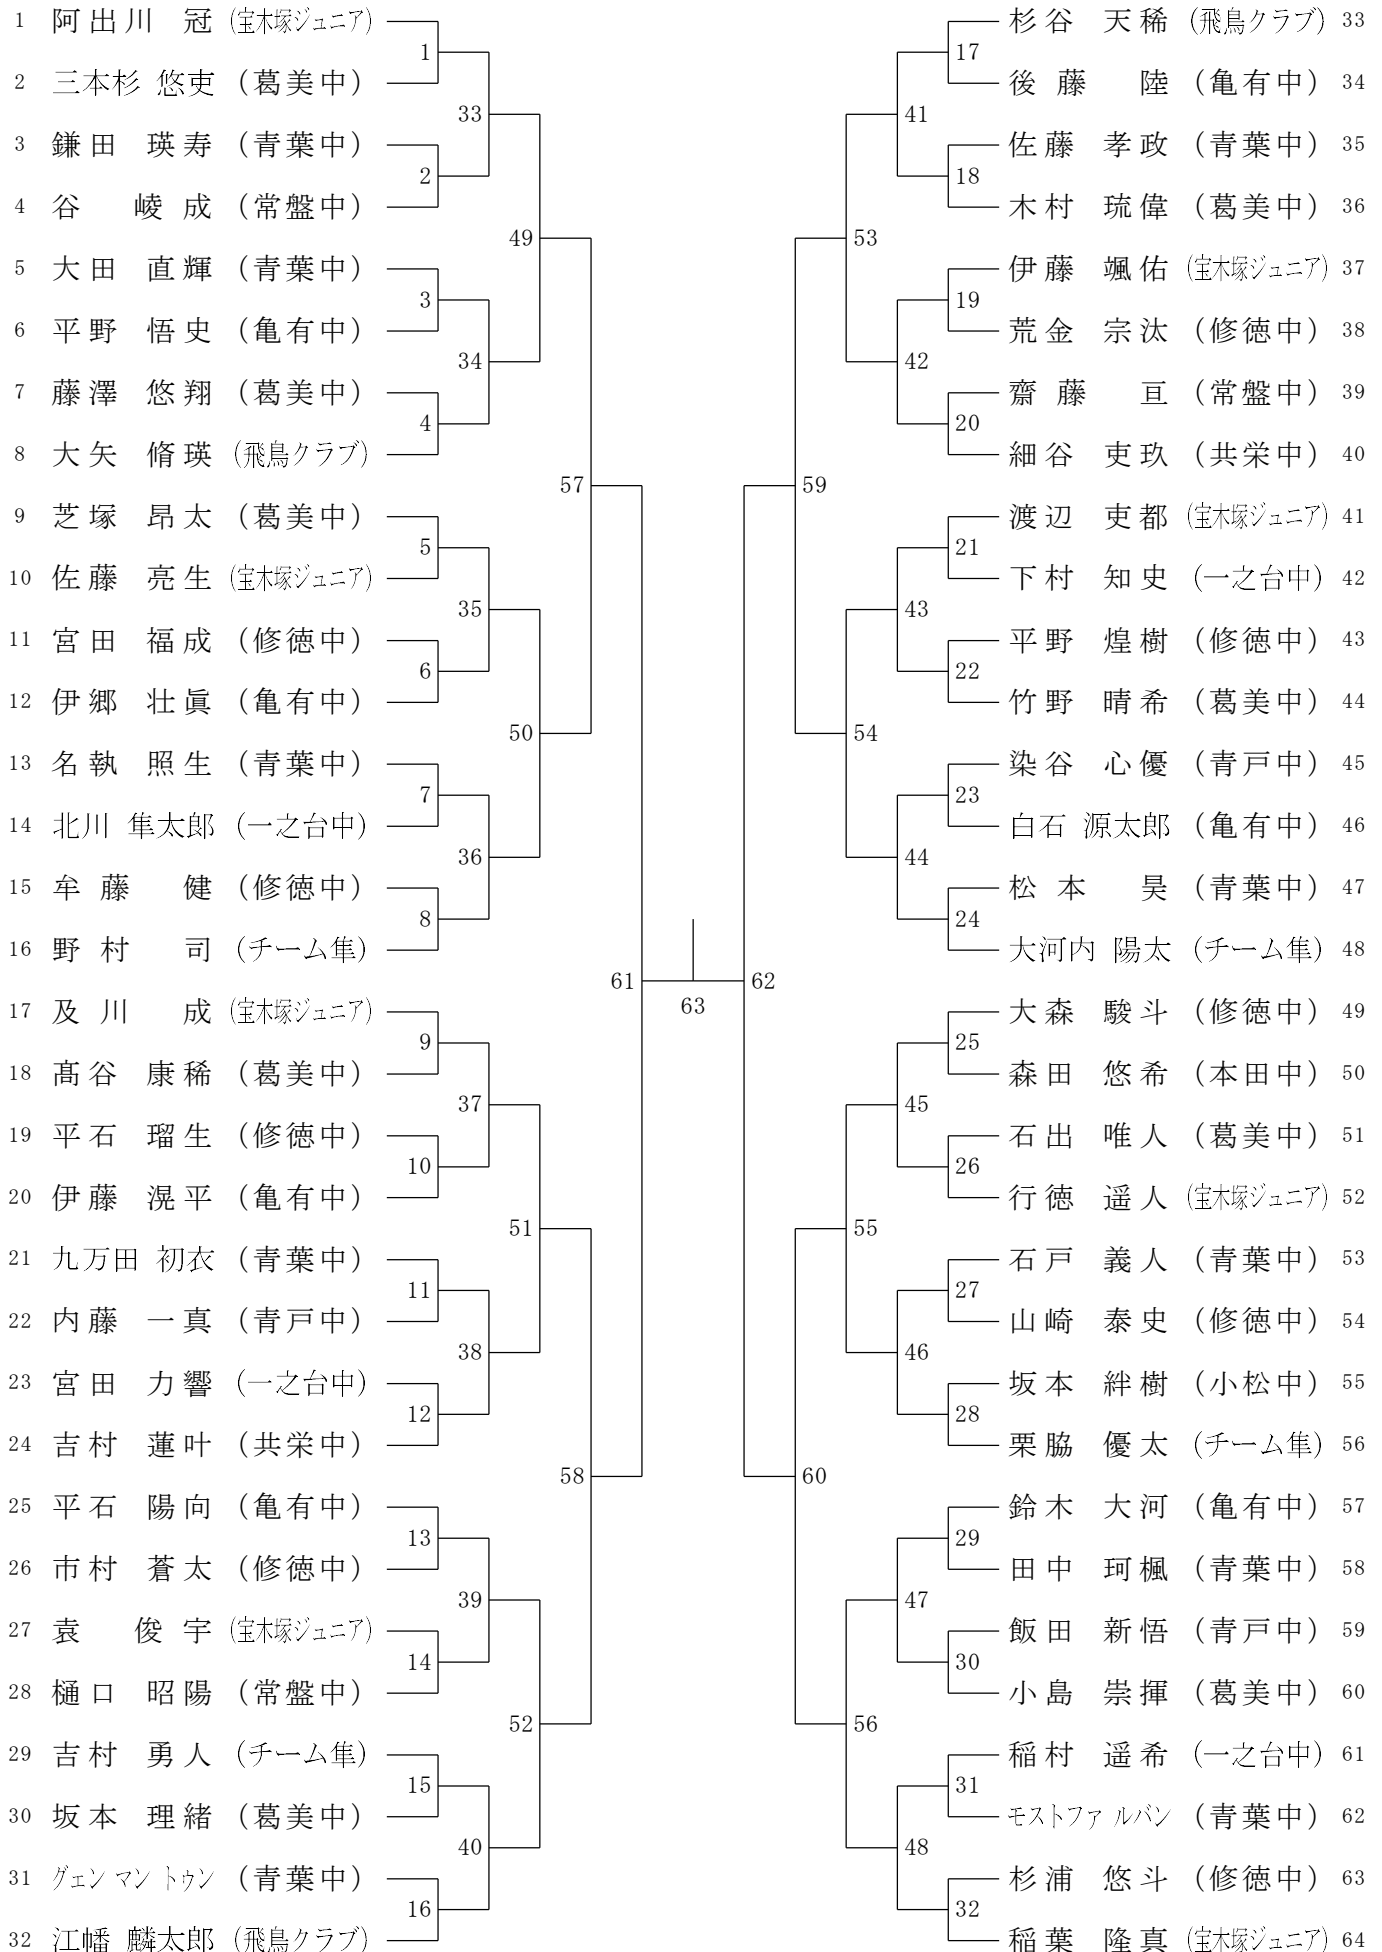 1 阿出川 冠 (宝木塚ジュニア)
2 三本杉 悠吏 (葛美中)
3 鎌田 瑛寿 (青葉中)
4 谷 崚成 (常盤中)
5 大田 直輝 (青葉中)
6 平野 悟史 (亀有中)
7 藤澤 悠翔 (葛美中)
8 大矢 脩瑛 (飛鳥クラブ)
9 芝塚 昂太 (葛美中)
10 佐藤 亮生 (宝木塚ジュニア)
11 宮田 福成 (修徳中)
12 伊郷 壮眞 (亀有中)
13 名執 照生 (青葉中)
14 北川 隼太郎 (一之台中)
15 牟藤 健 (修徳中)
16 野村 司 (チーム隼)
17 及川 成 (宝木塚ジュニア)
18 髙谷 康稀 (葛美中)
19 平石 瑠生 (修徳中)
20 伊藤 滉平 (亀有中)
21 九万田 初衣 (青葉中)
22 内藤 一真 (青戸中)
23 宮田 力響 (一之台中)
24 吉村 蓮叶 (共栄中)
25 平石 陽向 (亀有中)
26 市村 蒼太 (修徳中)
27 袁 俊宇 (宝木塚ジュニア)
28 樋口 昭陽 (常盤中)
29 吉村 勇人 (チーム隼)
30 坂本 理緒 (葛美中)
31 グェン マン トゥン (青葉中)
32 江幡 麟太郎 (飛鳥クラブ)
1
2
3
4
5
6
7
8
9
10
11
12
13
14
15
16
33
34
35
36
37
38
39
40
49
50
51
52
57
58
61
63
62
59
60
53
54
55
56
41
42
43
44
45
46
47
48
17
18
19
20
21
22
23
24
25
26
27
28
29
30
31
32
杉谷 天稀 (飛鳥クラブ) 33
後藤 陸 (亀有中) 34
佐藤 孝政 (青葉中) 35
木村 琉偉 (葛美中) 36
伊藤 颯佑 (宝木塚ジュニア) 37
荒金 宗汰 (修徳中) 38
齋藤 亘 (常盤中) 39
細谷 吏玖 (共栄中) 40
渡辺 吏都 (宝木塚ジュニア) 41
下村 知史 (一之台中) 42
平野 煌樹 (修徳中) 43
竹野 晴希 (葛美中) 44
染谷 心優 (青戸中) 45
白石 源太郎 (亀有中) 46
松本 昊 (青葉中) 47
大河内 陽太 (チーム隼) 48
大森 駿斗 (修徳中) 49
森田 悠希 (本田中) 50
石出 唯人 (葛美中) 51
行徳 遥人 (宝木塚ジュニア) 52
石戸 義人 (青葉中) 53
山崎 泰史 (修徳中) 54
坂本 絆樹 (小松中) 55
栗脇 優太 (チーム隼) 56
鈴木 大河 (亀有中) 57
田中 珂楓 (青葉中) 58
飯田 新悟 (青戸中) 59
小島 崇揮 (葛美中) 60
稲村 遥希 (一之台中) 61
モストファ ルバン (青葉中) 62
杉浦 悠斗 (修徳中) 63
稲葉 隆真 (宝木塚ジュニア) 64